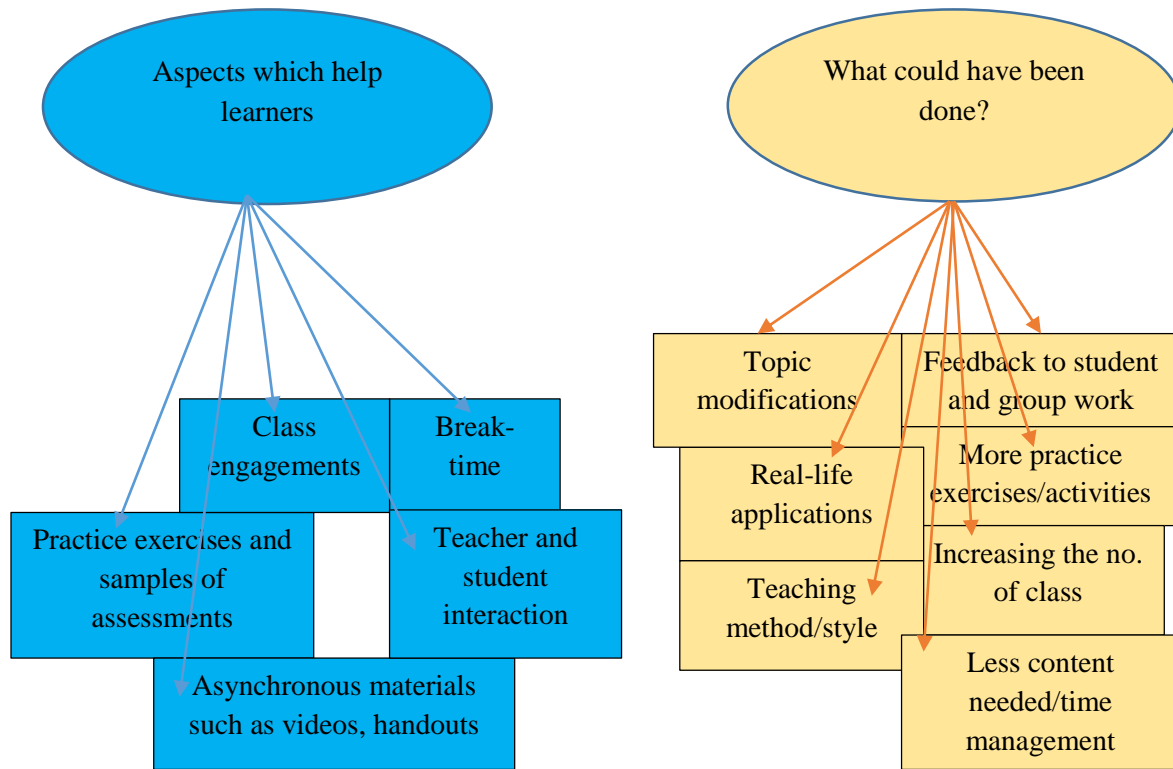 Aspects which help
learners
Class
engagements
Break-
time
Practice exercises and
samples of
assessments
Teacher and
student
interaction
Asynchronous materials
such as videos, handouts
What could have been
done?
Topic
modifications
Feedback to student
and group work
Real-life
applications
More practice
exercises/activities
Teaching
method/style
Increasing the no.
of class
Less content
needed/time
management